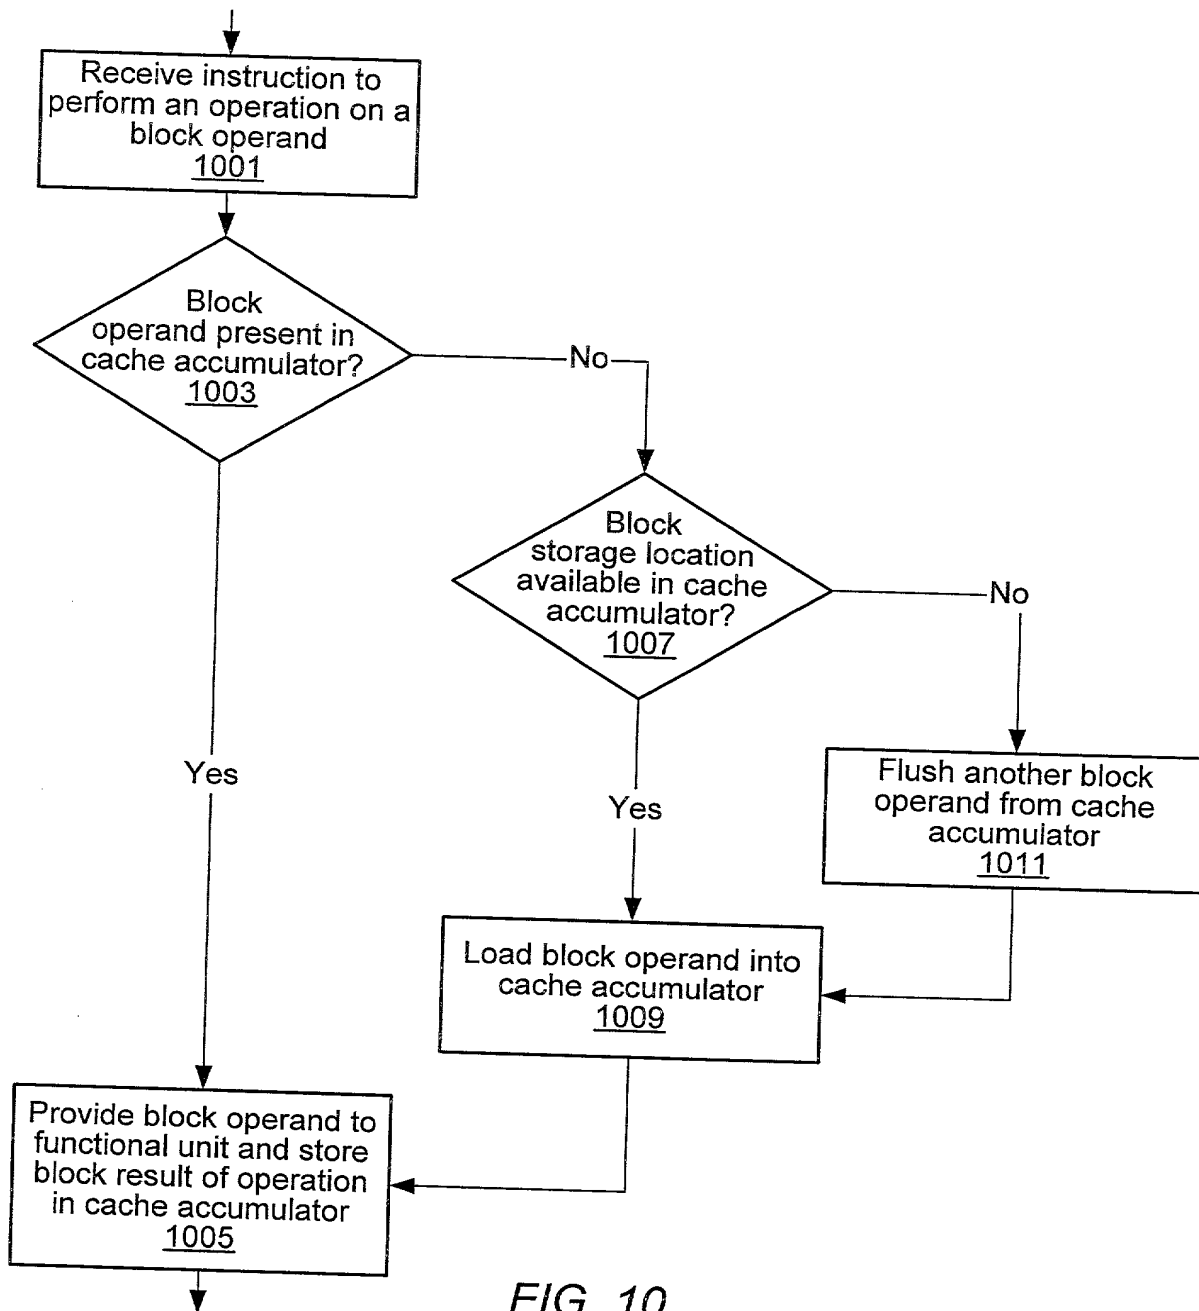 Receive instruction to
perform an operation on a
block operand
1001
Block
operand present in
cache accumulator?
1003
No
Block
storage location
available in cache
accumulator?
1007
No
Yes
Yes
Flush another block
operand from cache
accumulator
1011
Load block operand into
cache accumulator
1009
Provide block operand to
functional unit and store
block result of operation
in cache accumulator
1005
FIG. 10